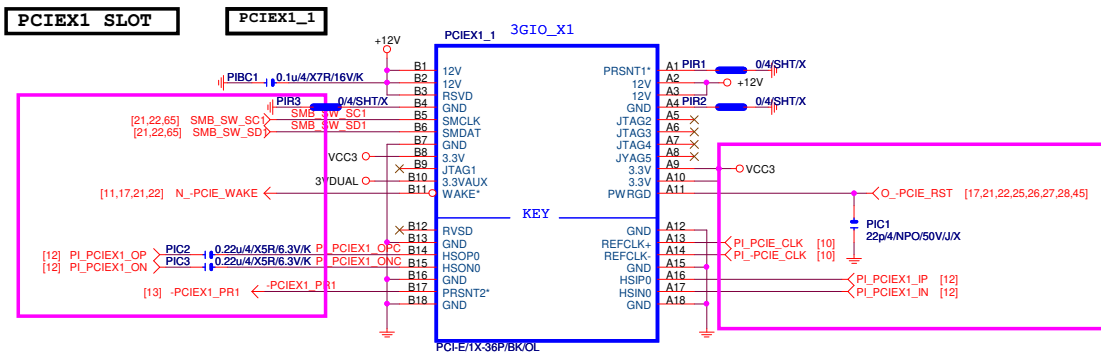 PCIEX1 SLOT
PCIEX1_1
PCIEX1_1 3GIO_X1
+12V
PIBC1 0.1u/4/X7R/16V/K
PIR3 0/4/SHT/X
[21,22,65] SMB_SW_SC1 SMB_SW_SC1
[21,22,65] SMB_SW_SD1 SMB_SW_SD1
VCC3
3VDUAL
[11,17,21,22] N_-PCIE_WAKE
[12] PI_PCIEX1_OP PIC2 0.22u/4/X5R/6.3V/K PI_PCIEX1_OPC
[12] PI_PCIEX1_ON PIC3 0.22u/4/X5R/6.3V/K PI_PCIEX1_ONC
[13] -PCIEX1_PR1 -PCIEX1_PR1
B1 12V
B2 12V
B3 RSVD
B4 GND
B5 SMCLK
B6 SMDAT
B7 GND
B8 3.3V
B9 JTAG1
B10 3.3VAUX
B11 WAKE*
KEY
B12 RVSD
B13 GND
B14 HSOP0
B15 HSON0
B16 GND
B17 PRSNT2*
B18 GND
PRSNT1* A1 PIR1 0/4/SHT/X
12V A2 +12V
12V A3
GND A4 PIR2 0/4/SHT/X
JTAG2 A5
JTAG3 A6
JTAG4 A7
JYAG5 A8
3.3V A9 VCC3
3.3V A10
PWRGD A11 O_-PCIE_RST [17,21,22,25,26,27,28,45]
PIC1
22p/4/NPO/50V/J/X
GND A12
REFCLK+ A13 PI_PCIE_CLK [10]
REFCLK- A14 PI_-PCIE_CLK [10]
GND A15
HSIP0 A16 PI_PCIEX1_IP [12]
HSIN0 A17 PI_PCIEX1_IN [12]
GND A18
PCI-E/1X-36P/BK/OL